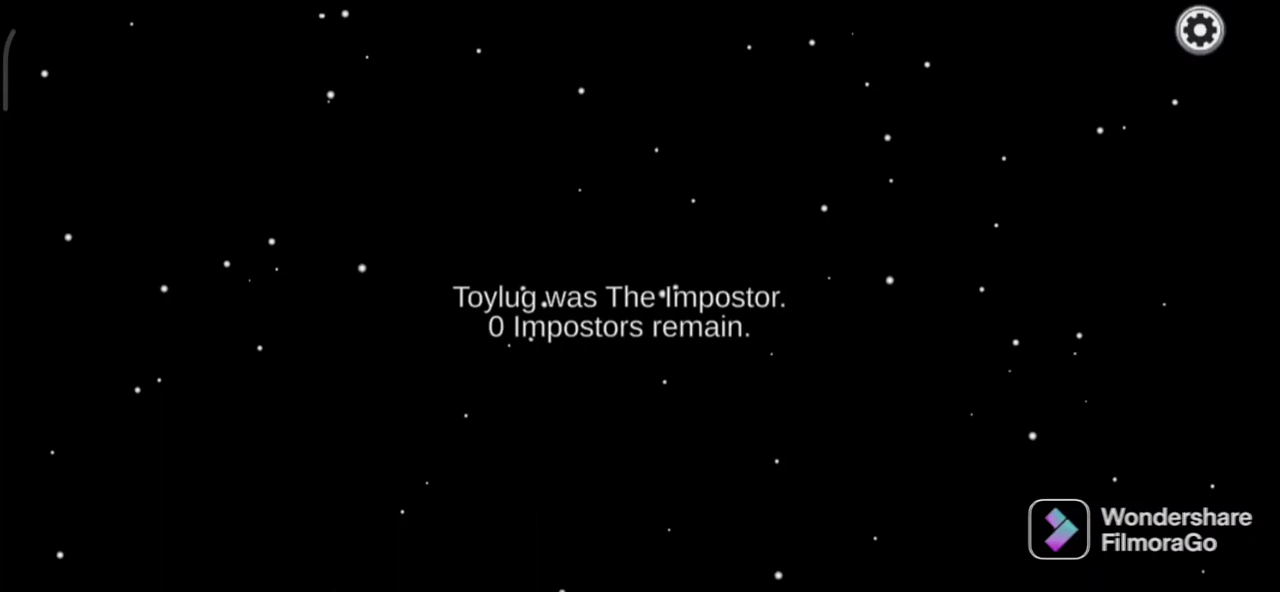 Toylug was The Impostor.
0 Impostors remain.
Wondershare
FilmoraGo